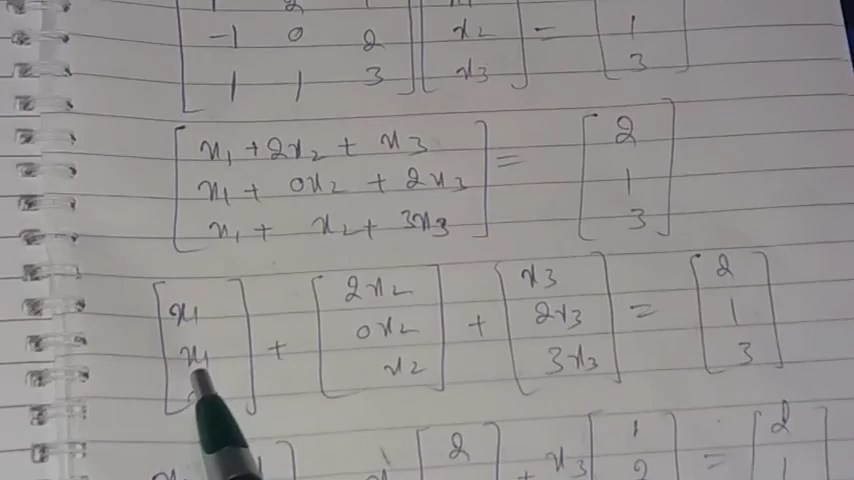 -1 0 2 x2 = 1
1 1 3 x3 3
x1 + 2x2 + x3 2
x1 + 0x2 + 2x3 = 1
x1 + x2 + 3x3 3
x1 2x2 x3 2
x1 + 0x2 + 2x3 = 1
x2 3x3 3
2 1 2
+ x3 2 = 1